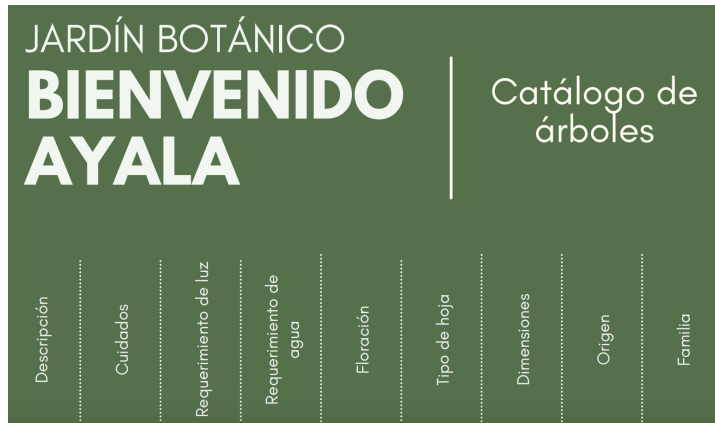 JARDÍN BOTÁNICO
BIENVENIDO
AYALA
Catálogo de
árboles
Descripción
Cuidados
Requerimiento de luz
Requerimiento de
agua
Floración
Tipo de hoja
Dimensiones
Origen
Familia